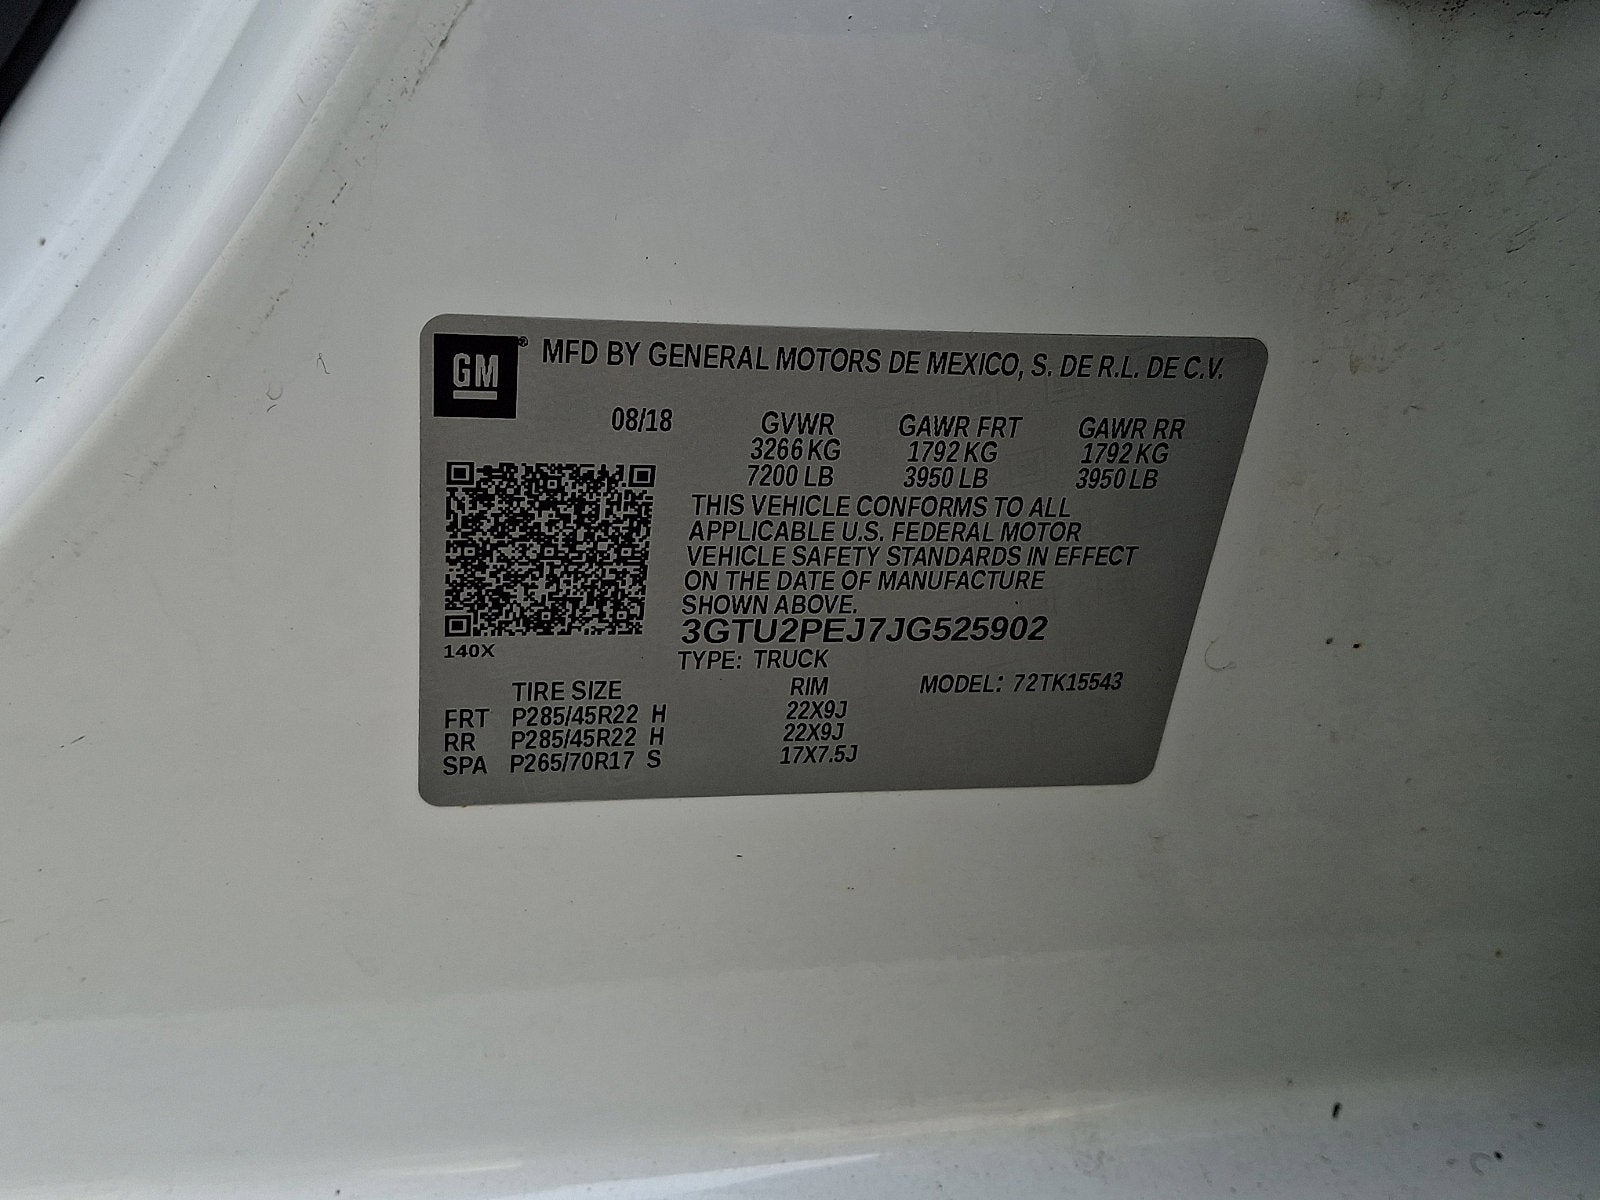 GM® MFD BY GENERAL MOTORS DE MEXICO, S. DE R.L. DE C.V.
08/18 GVWR GAWR FRT GAWR RR
3266 KG 1792 KG 1792 KG
7200 LB 3950 LB 3950 LB
THIS VEHICLE CONFORMS TO ALL
APPLICABLE U.S. FEDERAL MOTOR
VEHICLE SAFETY STANDARDS IN EFFECT
ON THE DATE OF MANUFACTURE
SHOWN ABOVE.
3GTU2PEJ7JG525902
140X
TYPE: TRUCK
TIRE SIZE RIM MODEL: 72TK15543
FRT P285/45R22 H 22X9J
RR P285/45R22 H 22X9J
SPA P265/70R17 S 17X7.5J